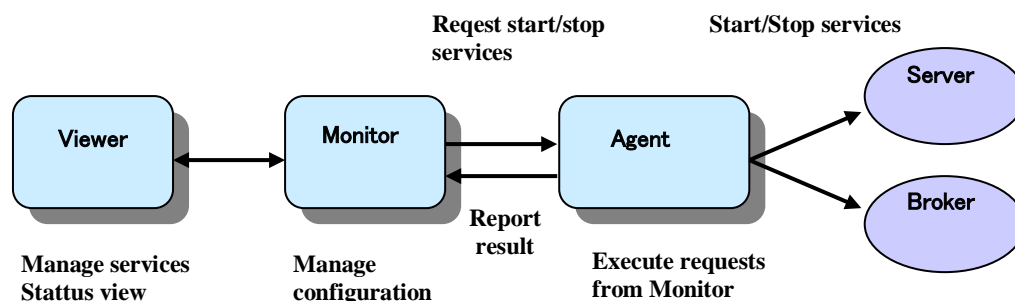 Reqest start/stop
services
Start/Stop services
Viewer
Monitor
Agent
Server
Broker
Report
result
Manage services
Stattus view
Manage
configuration
Execute requests
from Monitor